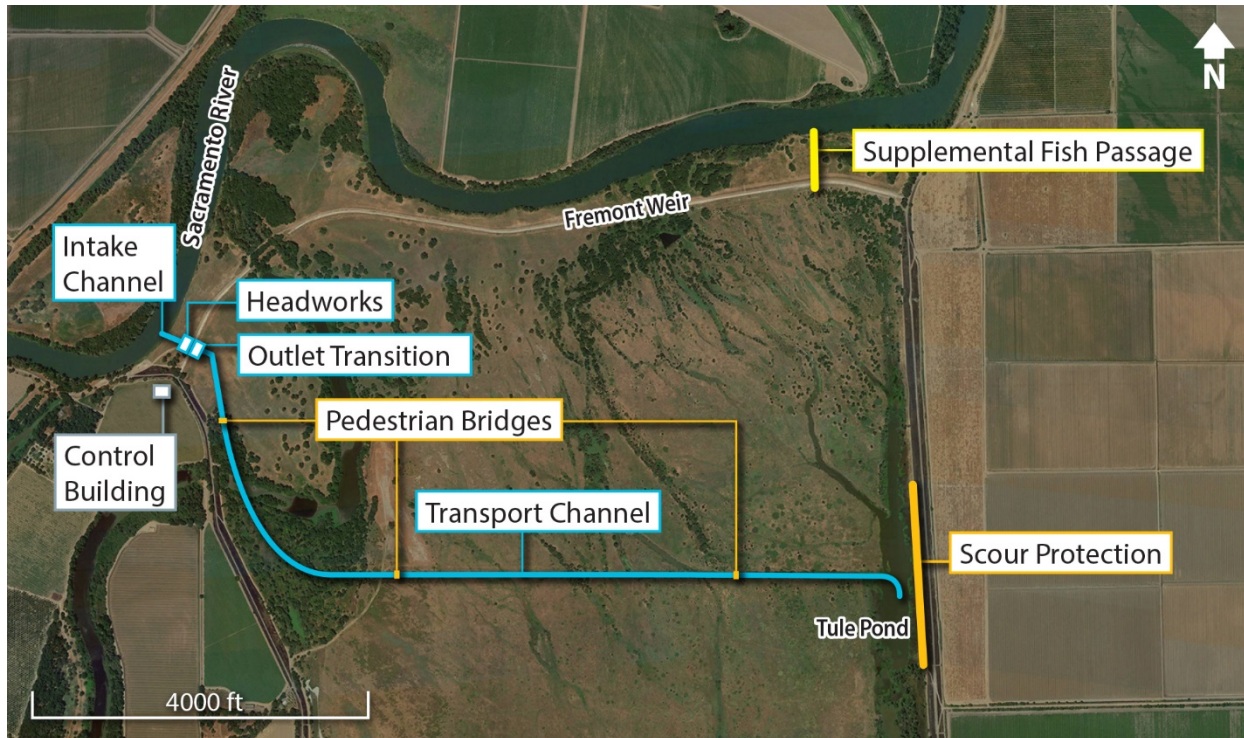 N
Sacramento River
Supplemental Fish Passage
Fremont Weir
Intake
Channel
Headworks
Outlet Transition
Pedestrian Bridges
Control
Building
Transport Channel
Scour Protection
Tule Pond
4000 ft